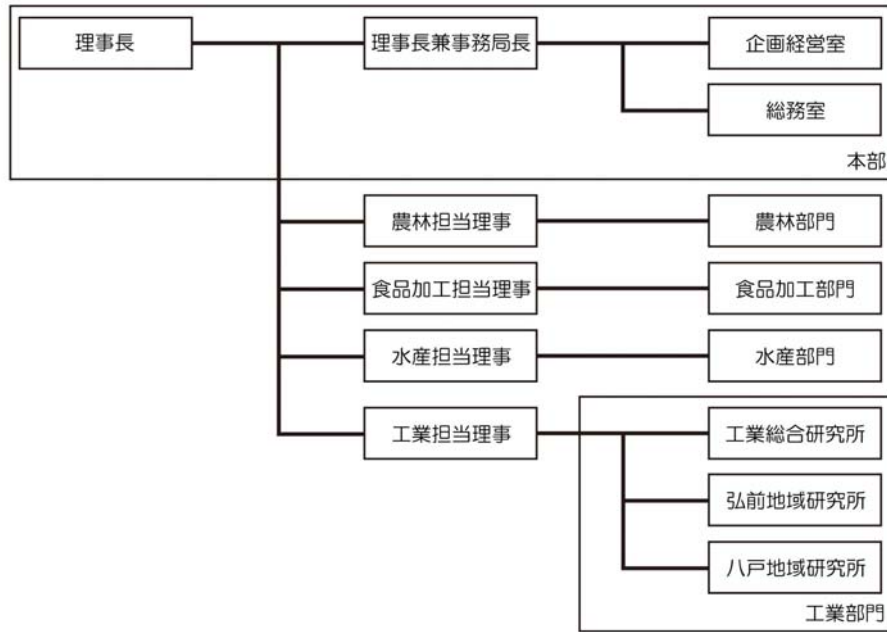 理事長
理事長兼事務局長
企画経営室
総務室
本部
農林担当理事
農林部門
食品加工担当理事
食品加工部門
水産担当理事
水産部門
工業担当理事
工業総合研究所
弘前地域研究所
八戸地域研究所
工業部門